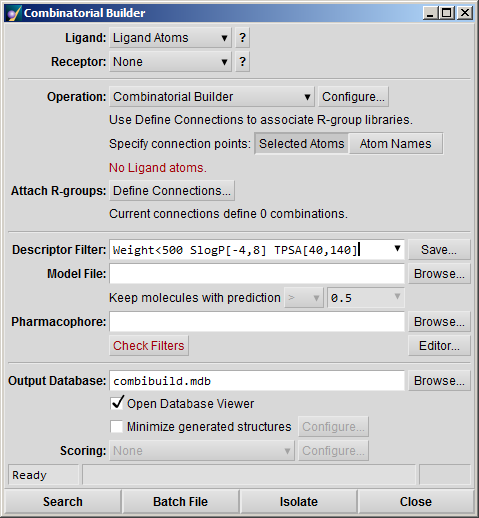 Combinatorial Builder
Ligand: Ligand Atoms ?
Receptor: None ?
Operation: Combinatorial Builder Configure...
Use Define Connections to associate R-group libraries.
Specify connection points: Selected Atoms Atom Names
No Ligand atoms.
Attach R-groups: Define Connections...
Current connections define 0 combinations.
Descriptor Filter: Weight<500 SlogP[-4,8] TPSA[40,140] Save...
Model File: Browse...
Keep molecules with prediction > 0.5
Pharmacophore: Browse...
Check Filters Editor...
Output Database: combibuild.mdb Browse...
Open Database Viewer
Minimize generated structures Configure...
Scoring: None Configure...
Ready
Search Batch File Isolate Close